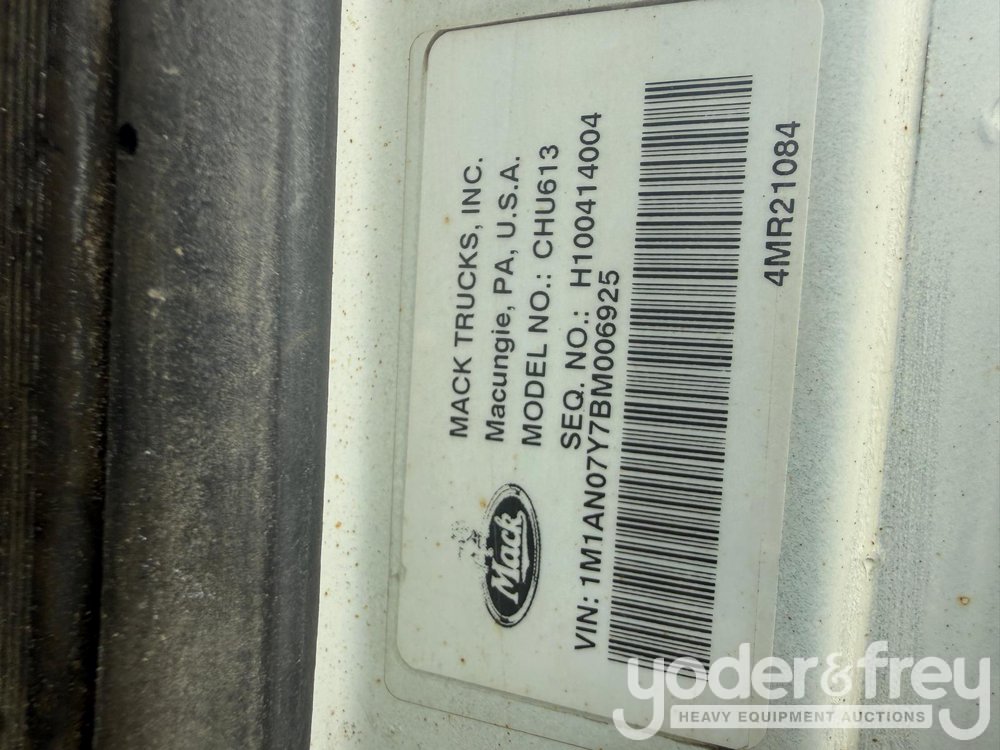 MACK TRUCKS, INC.
Macungie, PA, U.S.A.
MODEL NO.: CHU613
SEQ. NO.: H100414004
Mack
VIN: 1M1AN07Y7BM006925
4MR21084
yoder&frey
HEAVY EQUIPMENT AUCTIONS